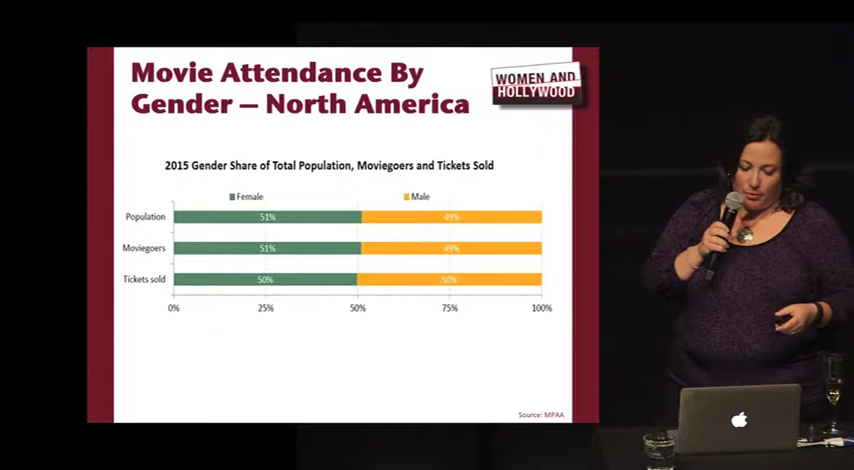 Movie Attendance By
Gender – North America
WOMEN AND
HOLLYWOOD
2015 Gender Share of Total Population, Moviegoers and Tickets Sold
Female Male
Population 51% 49%
Moviegoers 51% 49%
Tickets sold 50% 50%
0% 25% 50% 75% 100%
Source: MPAA